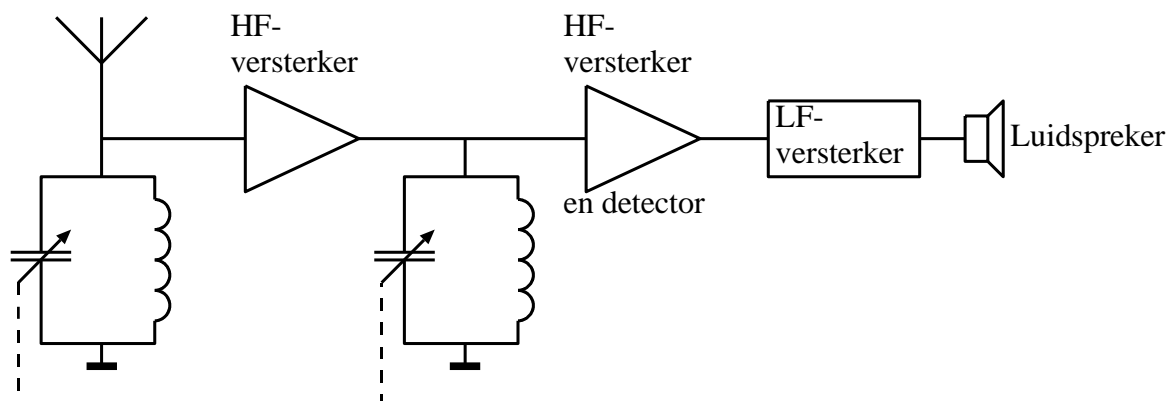 HF-
versterker
HF-
versterker
en detector
LF-
versterker
Luidspreker